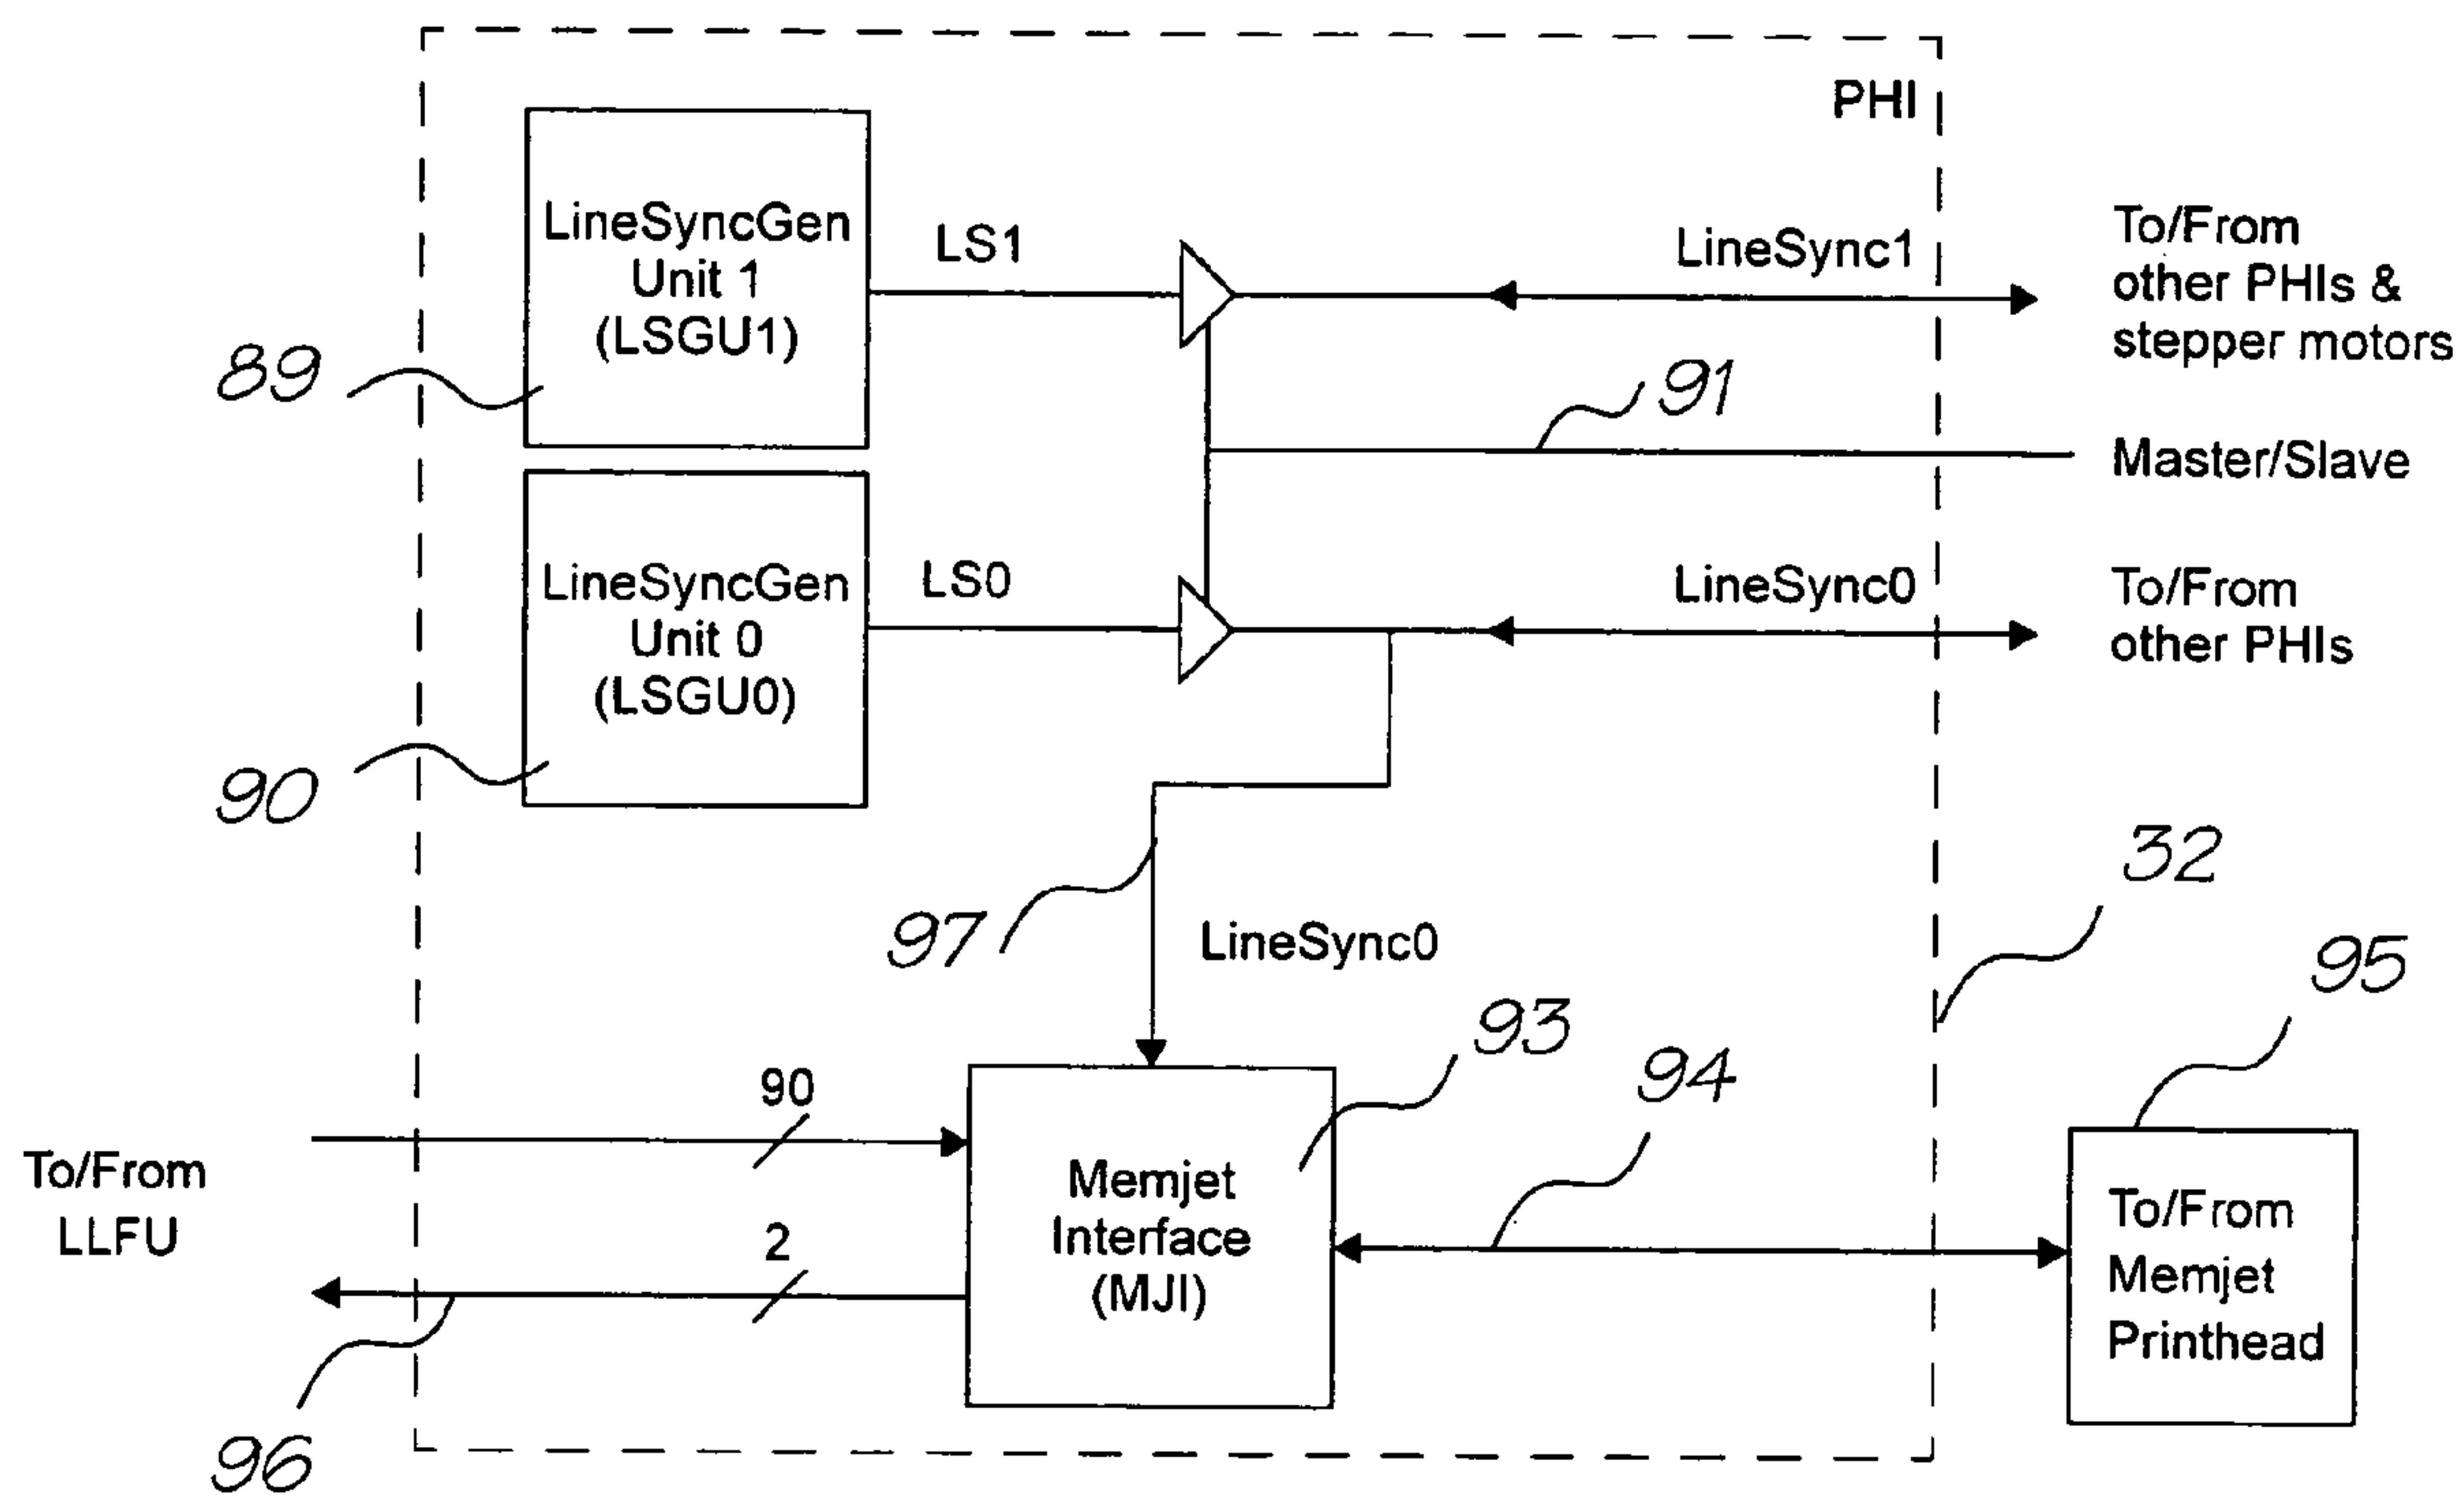 PHI
LineSyncGen
Unit 1
(LSGU1)
LS1
LineSync1
To/From
other PHIs &
stepper motors
89
91
Master/Slave
LineSyncGen
Unit 0
(LSGU0)
LS0
LineSync0
To/From
other PHIs
90
32
97
LineSync0
95
93
94
90
To/From
LLFU
2
Memjet
Interface
(MJI)
To/From
Memjet
Printhead
96